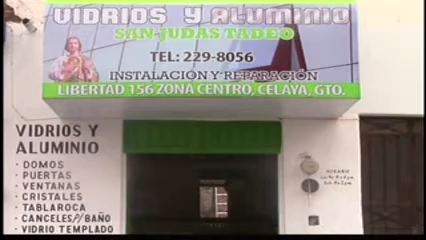 VIDRIOS Y ALUMINIO
SAN JUDAS TADEO
TEL: 229-8056
INSTALACION Y REPARACIÓN
LIBERTAD 156 ZONA CENTRO, CELAYA, GTO.
VIDRIOS Y
ALUMINIO
· DOMOS
· PUERTAS
· VENTANAS
· CRISTALES
· TABLAROCA
· CANCELES P/ BAÑO
· VIDRIO TEMPLADO
HORARIO